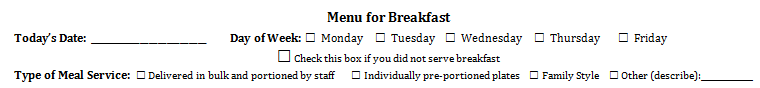 Menu for Breakfast
Today's Date: ________________ Day of Week: ☐ Monday ☐ Tuesday ☐ Wednesday ☐ Thursday ☐ Friday
☐ Check this box if you did not serve breakfast
Type of Meal Service: ☐ Delivered in bulk and portioned by staff ☐ Individually pre-portioned plates ☐ Family Style ☐ Other (describe):_________